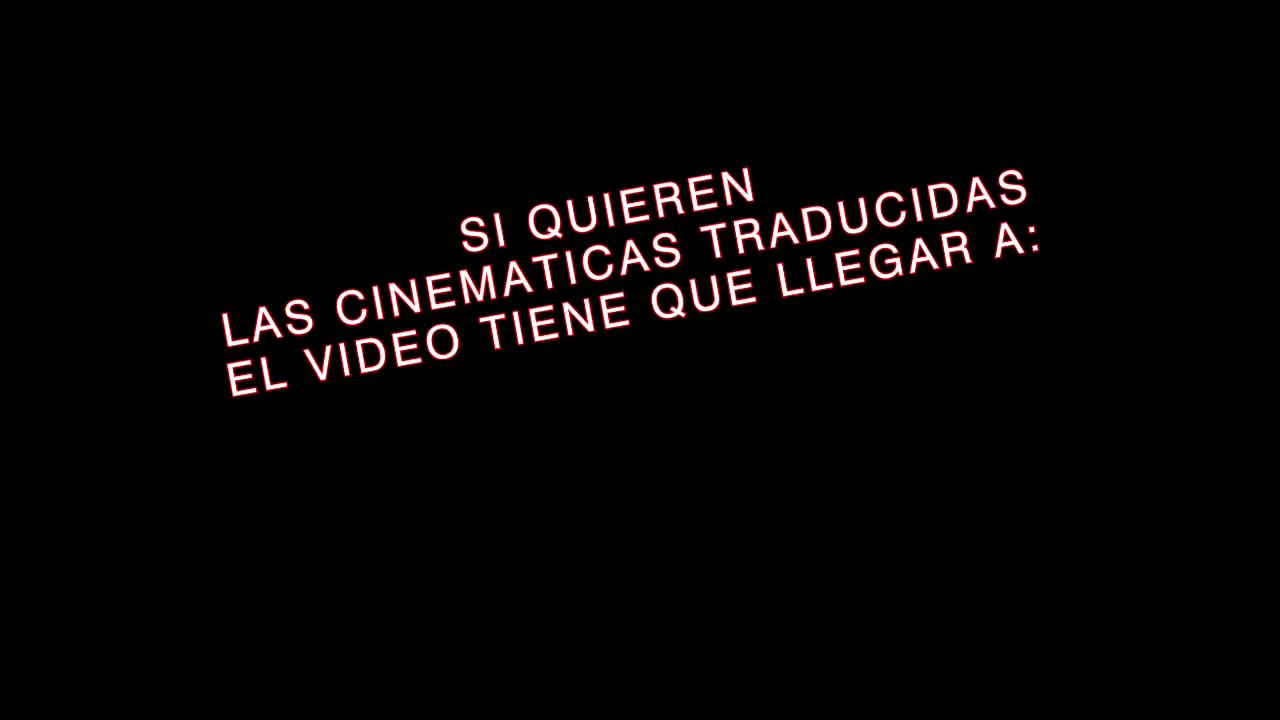 SI QUIEREN
LAS CINEMATICAS TRADUCIDAS
EL VIDEO TIENE QUE LLEGAR A: